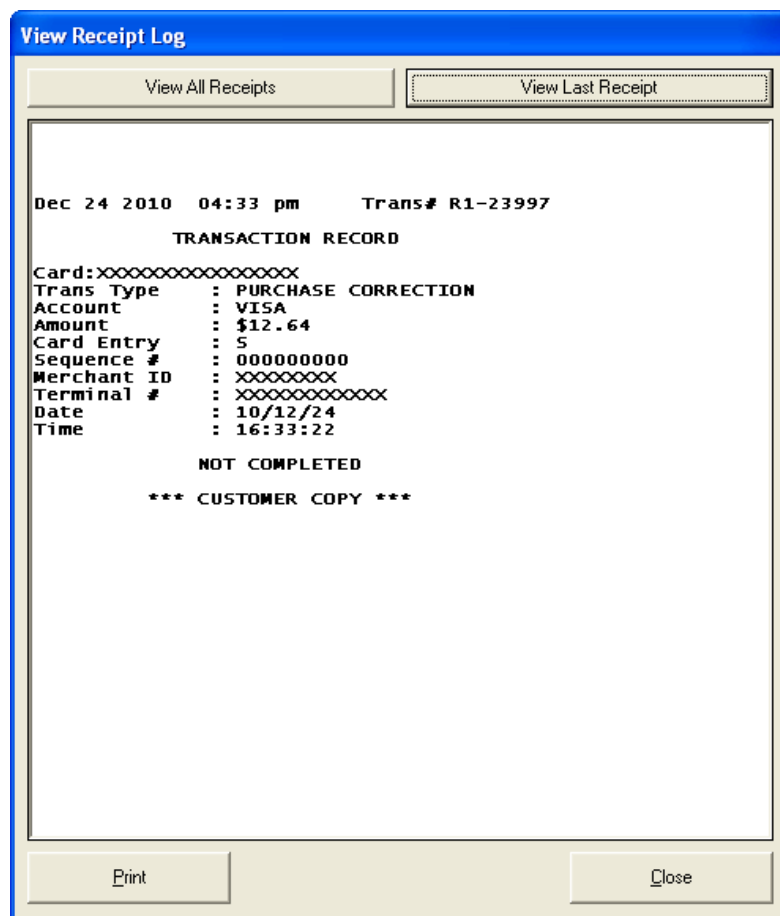 View Receipt Log
View All Receipts View Last Receipt
Dec 24 2010 04:33 pm Trans# R1-23997
TRANSACTION RECORD
Card:XXXXXXXXXXXXXXXX
Trans Type : PURCHASE CORRECTION
Account : VISA
Amount : $12.64
Card Entry : S
Sequence # : 000000000
Merchant ID : XXXXXXXX
Terminal # : XXXXXXXXXXXX
Date : 10/12/24
Time : 16:33:22
NOT COMPLETED
*** CUSTOMER COPY ***
Print Close